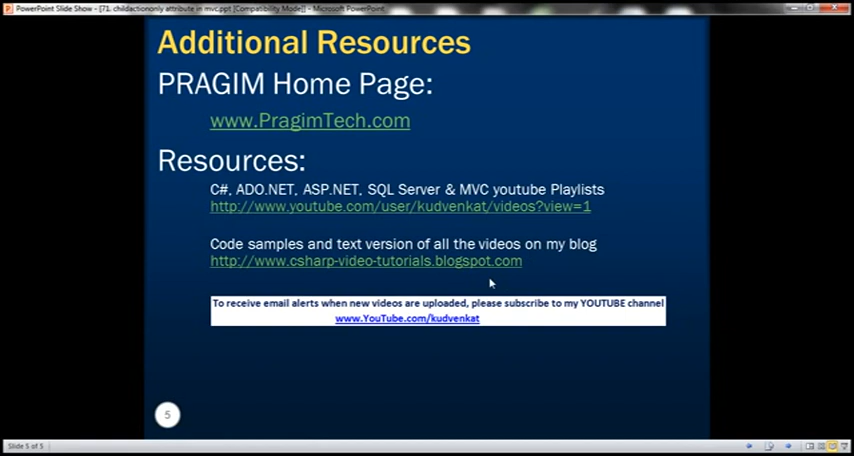 PowerPoint Slide Show - [71. childactiononly attribute in mvc.ppt [Compatibility Mode]] - Microsoft PowerPoint
Additional Resources
PRAGIM Home Page:
www.PragimTech.com
Resources:
C#, ADO.NET, ASP.NET, SQL Server & MVC youtube Playlists
http://www.youtube.com/user/kudvenkat/videos?view=1
Code samples and text version of all the videos on my blog
http://www.csharp-video-tutorials.blogspot.com
To receive email alerts when new videos are uploaded, please subscribe to my YOUTUBE channel
www.YouTube.com/kudvenkat
5
Slide 5 of 5